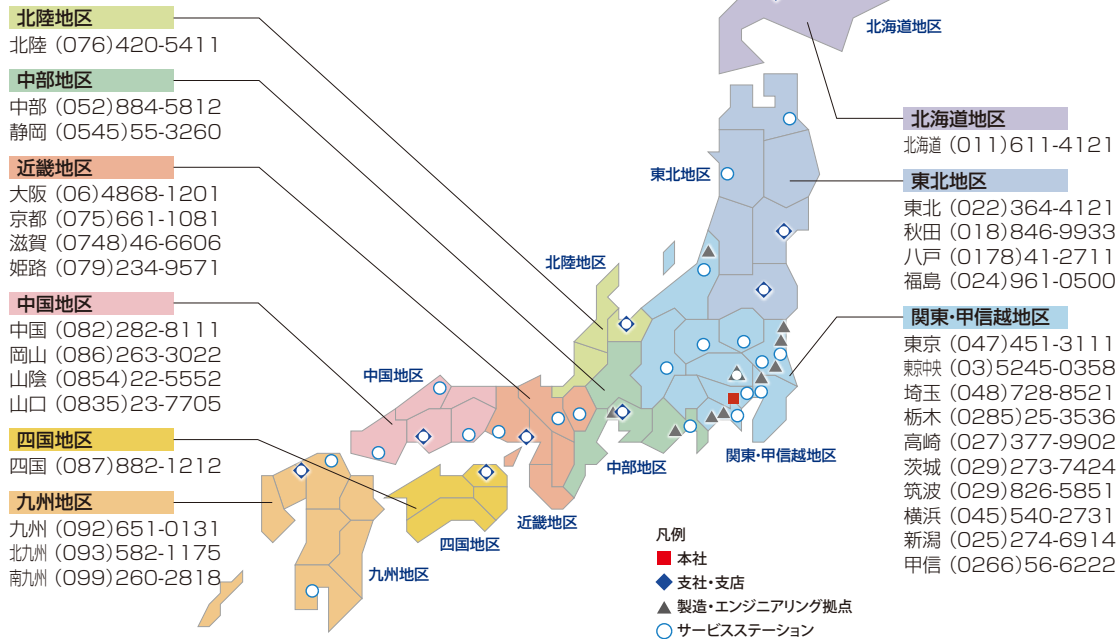 北陸地区
北陸 (076)420-5411
中部地区
中部 (052)884-5812
静岡 (0545)55-3260
近畿地区
大阪 (06)4868-1201
京都 (075)661-1081
滋賀 (0748)46-6606
姫路 (079)234-9571
中国地区
中国 (082)282-8111
岡山 (086)263-3022
山陰 (0854)22-5552
山口 (0835)23-7705
四国地区
四国 (087)882-1212
九州地区
九州 (092)651-0131
北九州 (093)582-1175
南九州 (099)260-2818
北海道地区
東北地区
北陸地区
中国地区
中部地区
関東・甲信越地区
近畿地区
四国地区
九州地区
凡例
本社
支社・支店
製造・エンジニアリング拠点
サービスステーション
北海道地区
北海道 (011)611-4121
東北地区
東北 (022)364-4121
秋田 (018)846-9933
八戸 (0178)41-2711
福島 (024)961-0500
関東・甲信越地区
東京 (047)451-3111
東京中央 (03)5245-0358
埼玉 (048)728-8521
栃木 (0285)25-3536
高崎 (027)377-9902
茨城 (029)273-7424
筑波 (029)826-5851
横浜 (045)540-2731
新潟 (025)274-6914
甲信 (0266)56-6222